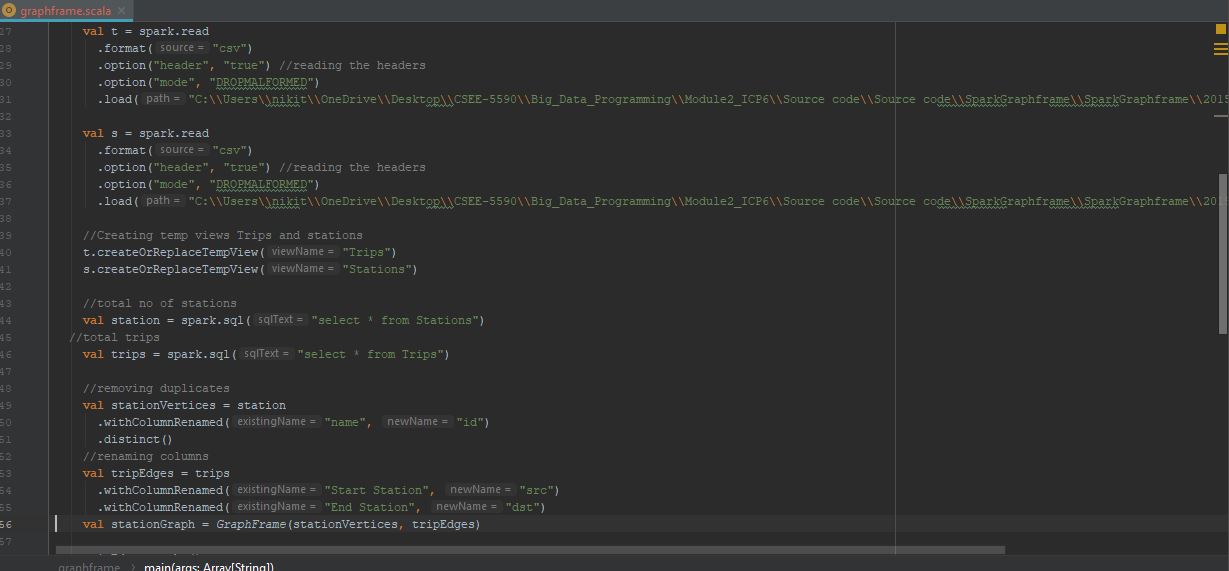 graphframe.scala
27 val t = spark.read
28 .format( source = "csv")
29 .option("header", "true") //reading the headers
30 .option("mode", "DROPMALFORMED")
31 .load( path = "C:\\Users\\nikit\\OneDrive\\Desktop\\CSEE-5590\\Big_Data_Programming\\Module2_ICP6\\Source code\\Source code\\SparkGraphframe\\SparkGraphframe\\2015
32
33 val s = spark.read
34 .format( source = "csv")
35 .option("header", "true") //reading the headers
36 .option("mode", "DROPMALFORMED")
37 .load( path = "C:\\Users\\nikit\\OneDrive\\Desktop\\CSEE-5590\\Big_Data_Programming\\Module2_ICP6\\Source code\\Source code\\SparkGraphframe\\SparkGraphframe\\201
38
39 //Creating temp views Trips and stations
40 t.createOrReplaceTempView( viewName = "Trips")
41 s.createOrReplaceTempView( viewName = "Stations")
42
43 //total no of stations
44 val station = spark.sql( sqlText = "select * from Stations")
45 //total trips
46 val trips = spark.sql( sqlText = "select * from Trips")
47
48 //removing duplicates
49 val stationVertices = station
50 .withColumnRenamed( existingName = "name", newName = "id")
51 .distinct()
52 //renaming columns
53 val tripEdges = trips
54 .withColumnRenamed( existingName = "Start Station", newName = "src")
55 .withColumnRenamed( existingName = "End Station", newName = "dst")
56 val stationGraph = GraphFrame(stationVertices, tripEdges)
57
graphframe > main(args: Array[String])